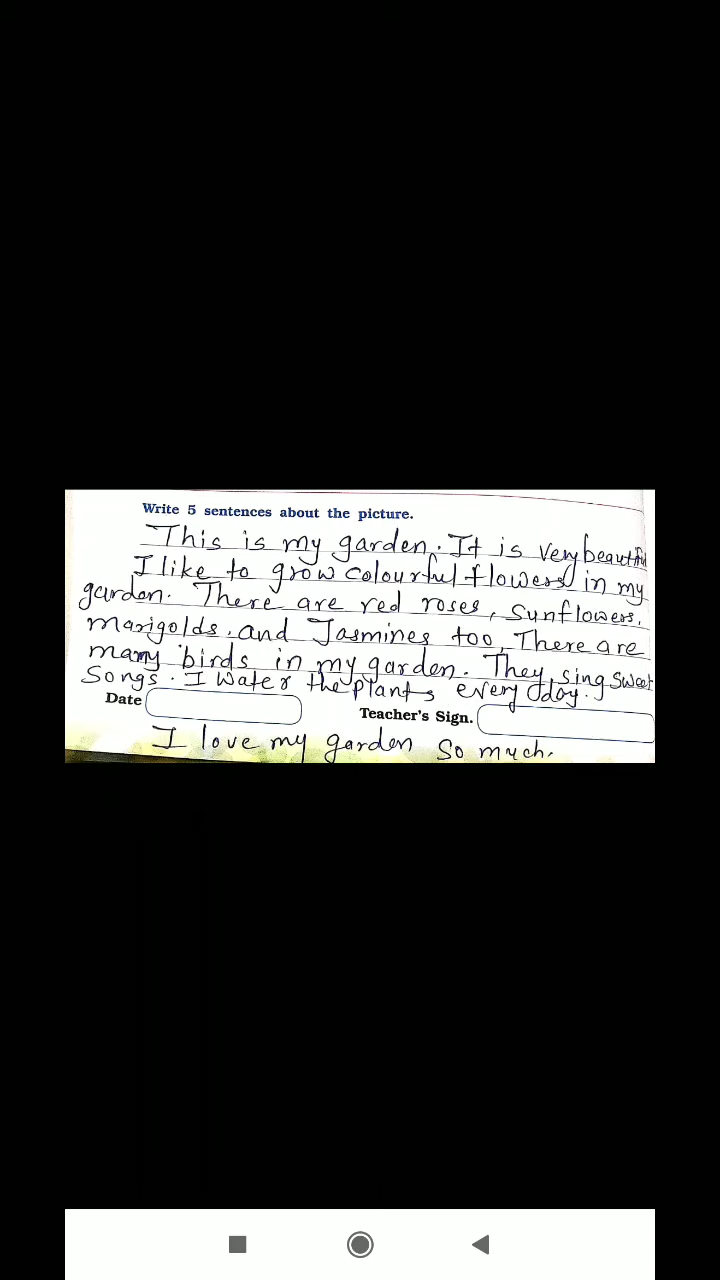 Write 5 sentences about the picture.
This is my garden. It is very beautiful
I like to grow colourful flowers in my
garden. There are red roses, Sunflowers,
marigolds, and Jasmines too. There are
many birds in my garden. They sing sweet
Songs. I water the plants every day.
Date
Teacher's Sign.
I love my garden so much.